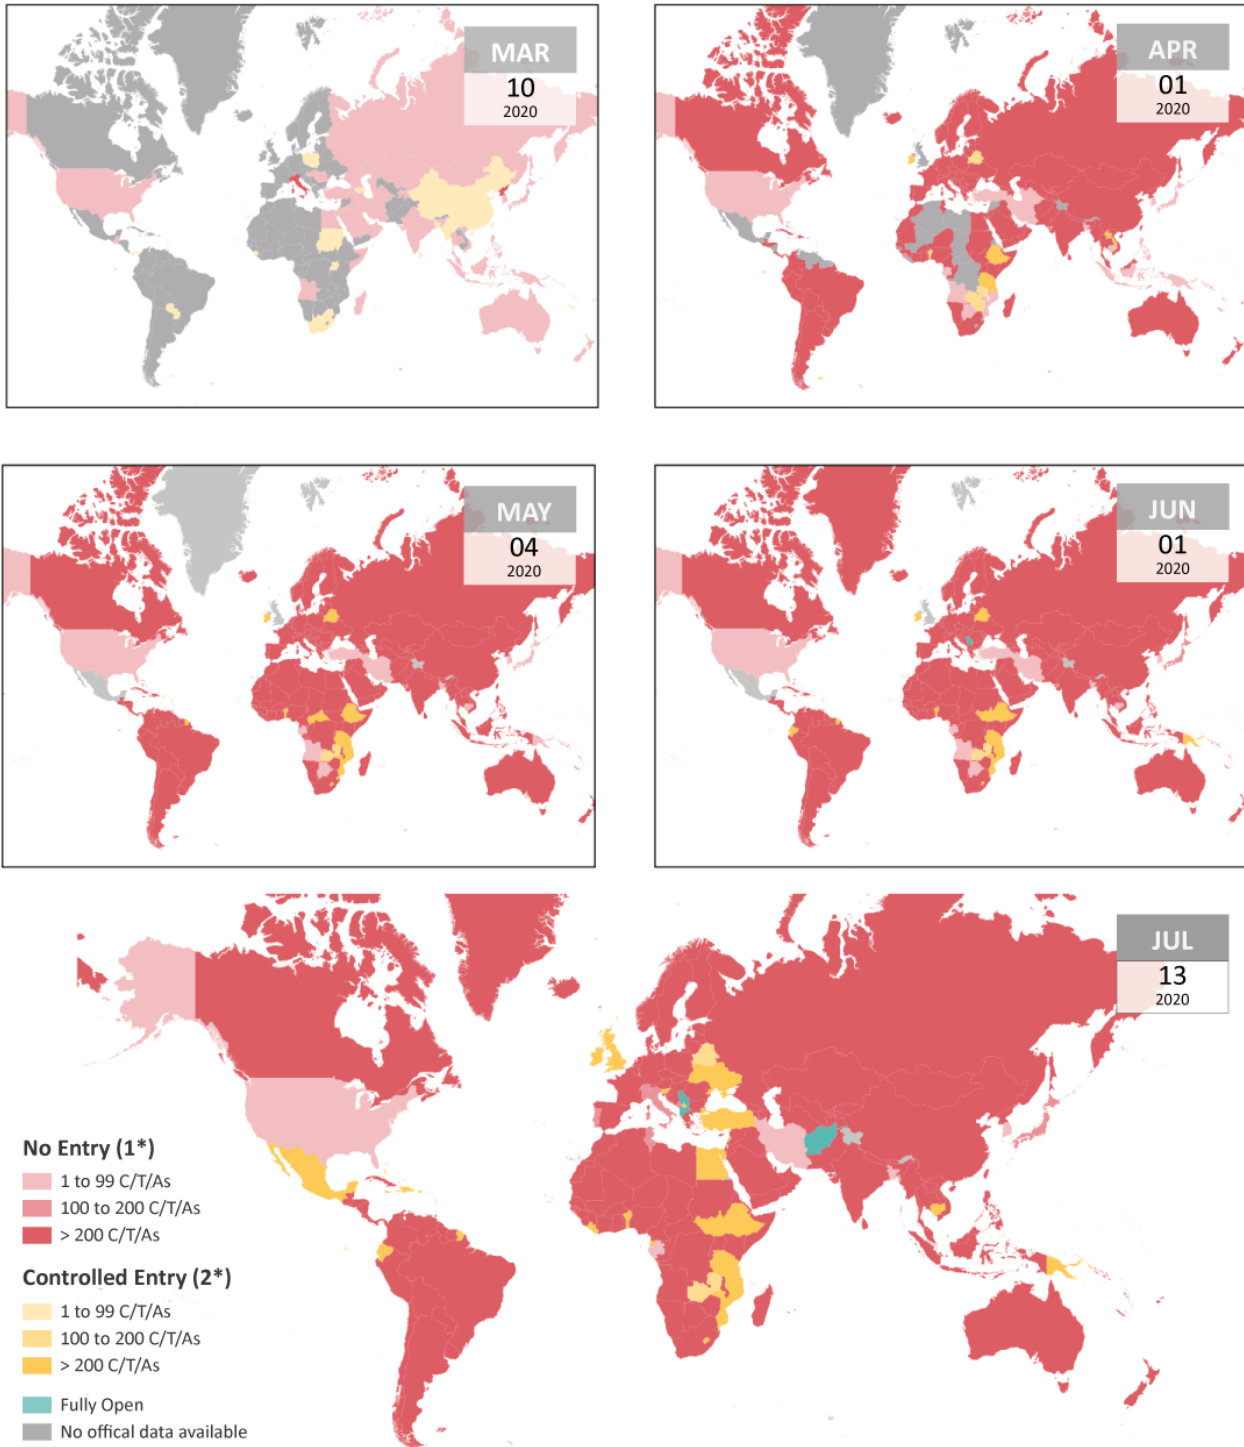 MAR
10
2020
APR
01
2020
MAY
04
2020
JUN
01
2020
JUL
13
2020
No Entry (1*)
1 to 99 C/T/As
100 to 200 C/T/As
> 200 C/T/As
Controlled Entry (2*)
1 to 99 C/T/As
100 to 200 C/T/As
> 200 C/T/As
Fully Open
No offical data available